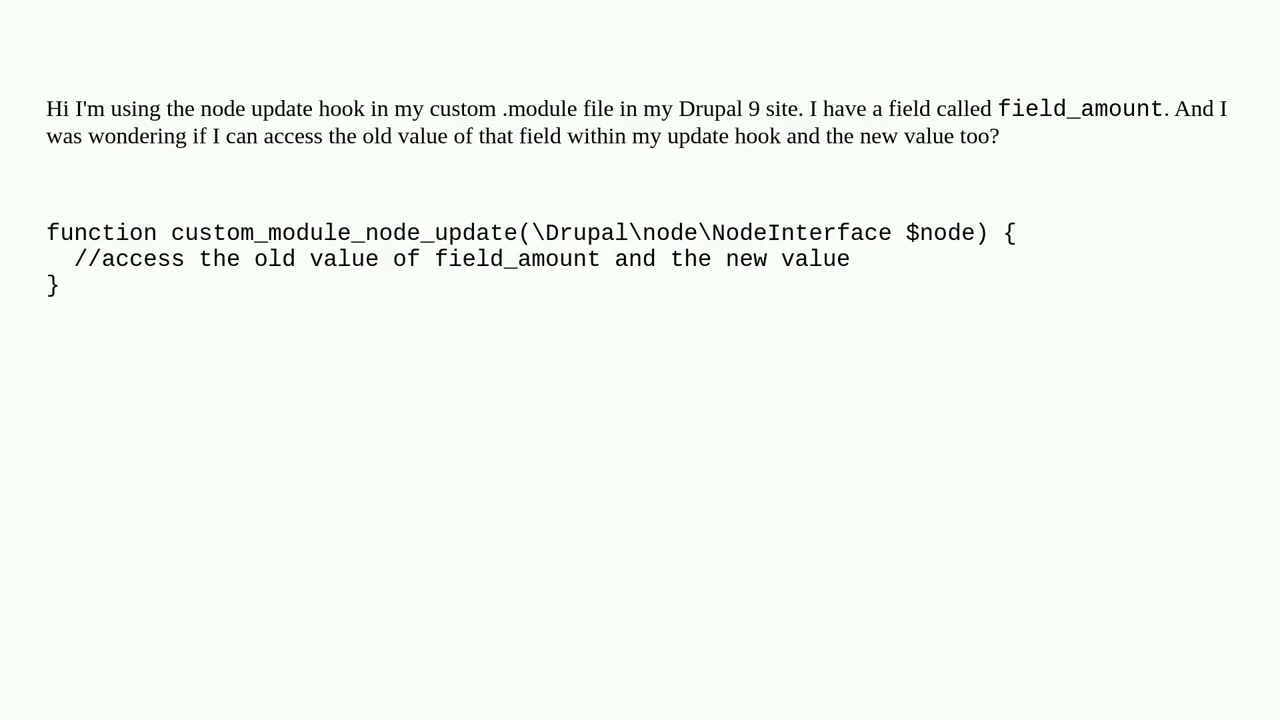 Hi I'm using the node update hook in my custom .module file in my Drupal 9 site. I have a field called field_amount. And I
was wondering if I can access the old value of that field within my update hook and the new value too?
function custom_module_node_update(\Drupal\node\NodeInterface $node) {
  //access the old value of field_amount and the new value
}